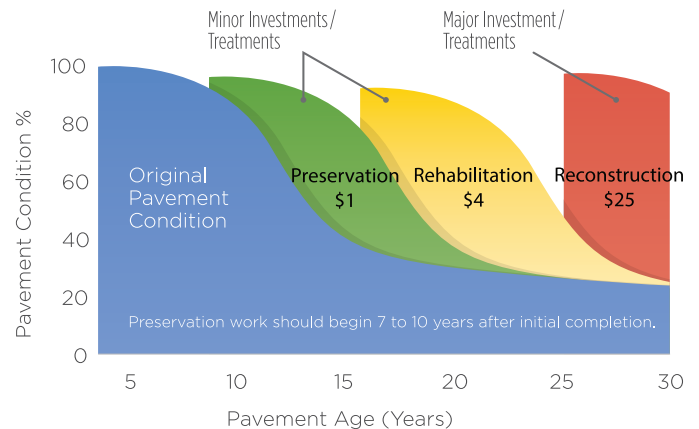 Minor Investments/
Treatments
Major Investment/
Treatments
Pavement Condition %
100
80
60
40
20
0
Original
Pavement
Condition
Preservation
$1
Rehabilitation
$4
Reconstruction
$25
Preservation work should begin 7 to 10 years after initial completion.
5
10
15
20
25
30
Pavement Age (Years)